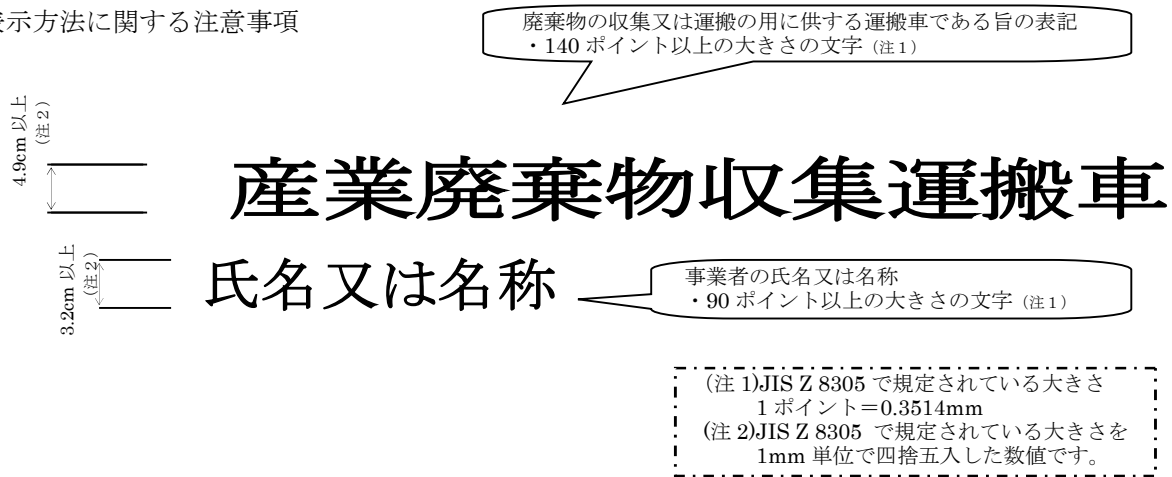 表示方法に関する注意事項
廃棄物の収集又は運搬の用に供する運搬車である旨の表記
・140 ポイント以上の大きさの文字（注１）
4.9cm 以上
（注２）
産業廃棄物収集運搬車
3.2cm 以上
（注２）
氏名又は名称
事業者の氏名又は名称
・90 ポイント以上の大きさの文字（注１）
(注 1)JIS Z 8305 で規定されている大きさ
1 ポイント＝0.3514mm
(注 2)JIS Z 8305 で規定されている大きさを
1mm 単位で四捨五入した数値です。